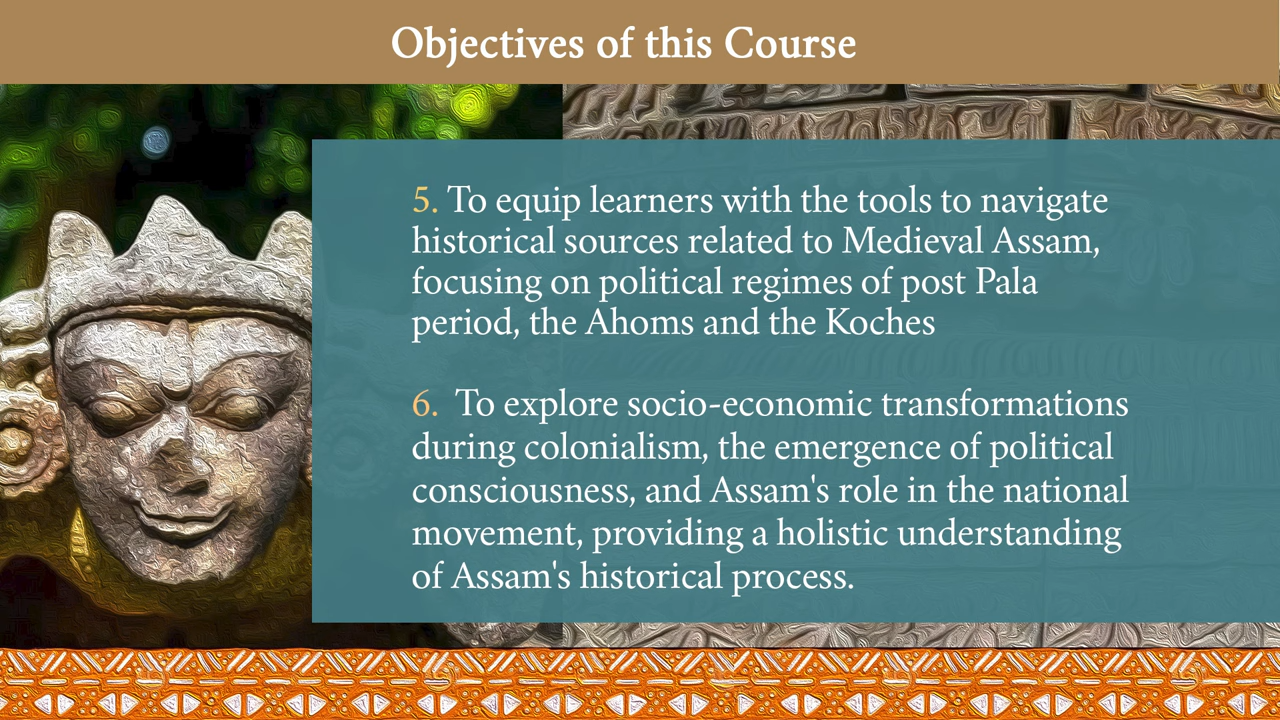 Objectives of this Course
5. To equip learners with the tools to navigate
historical sources related to Medieval Assam,
focusing on political regimes of post Pala
period, the Ahoms and the Koches
6. To explore socio-economic transformations
during colonialism, the emergence of political
consciousness, and Assam's role in the national
movement, providing a holistic understanding
of Assam's historical process.